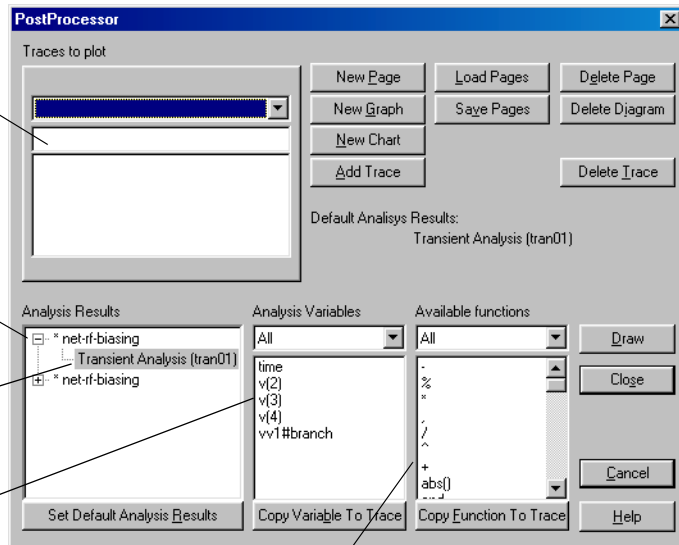 PostProcessor
Traces to plot
New Page
Load Pages
Delete Page
New Graph
Save Pages
Delete Diagram
New Chart
Add Trace
Delete Trace
Default Analisys Results:
Transient Analysis (tran01)
Analysis Results
Analysis Variables
Available functions
* net-rf-biasing
Transient Analysis (tran01)
* net-rf-biasing
All
time
v(2)
v(3)
v(4)
vv1#branch
All
-
%
*
,
/
^
+
abs()
Draw
Close
Cancel
Set Default Analysis Results
Copy Variable To Trace
Copy Function To Trace
Help